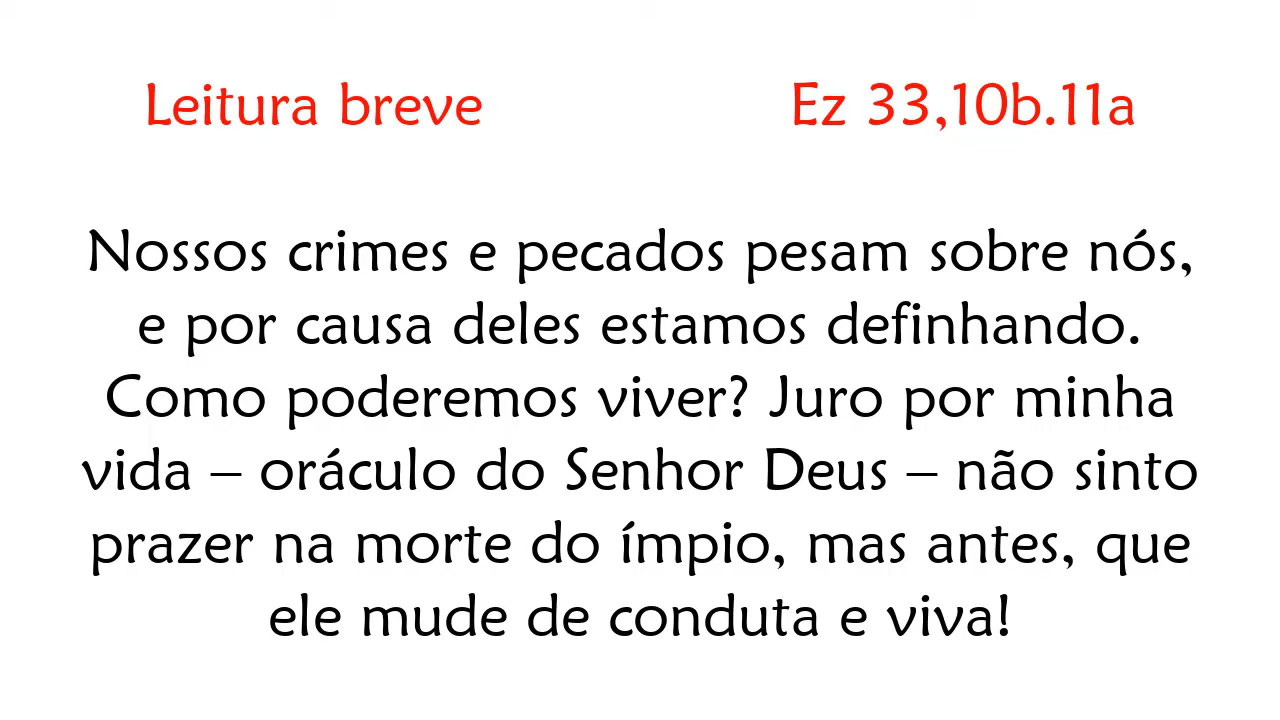 Leitura breve Ez 33,10b.11a
Nossos crimes e pecados pesam sobre nós,
e por causa deles estamos definhando.
Como poderemos viver? Juro por minha
vida – oráculo do Senhor Deus – não sinto
prazer na morte do ímpio, mas antes, que
ele mude de conduta e viva!